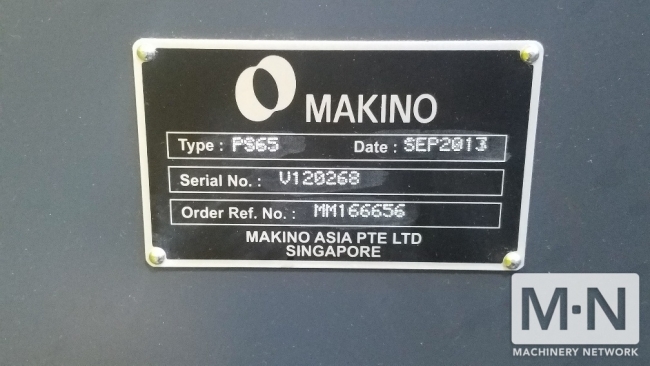 MAKINO
Type : PS65 Date : SEP2013
Serial No. : V120268
Order Ref. No. : MM166656
MAKINO ASIA PTE LTD
SINGAPORE
M·N
MACHINERY NETWORK